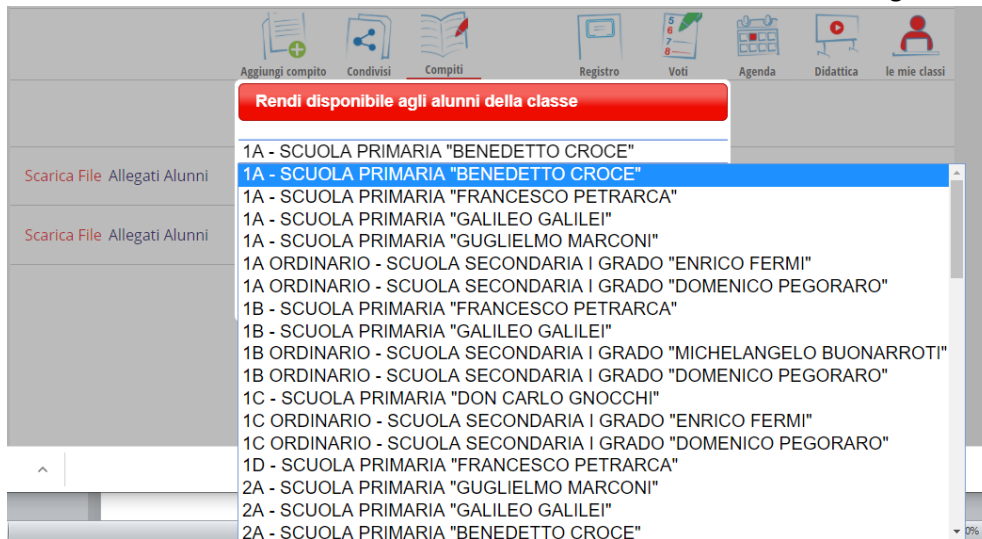 5
6
7
8
Aggiungi compito Condivisi Compiti Registro Voti Agenda Didattica le mie classi
Rendi disponibile agli alunni della classe
1A - SCUOLA PRIMARIA "BENEDETTO CROCE"
1A - SCUOLA PRIMARIA "BENEDETTO CROCE"
Scarica File Allegati Alunni
1A - SCUOLA PRIMARIA "FRANCESCO PETRARCA"
1A - SCUOLA PRIMARIA "GALILEO GALILEI"
Scarica File Allegati Alunni
1A - SCUOLA PRIMARIA "GUGLIELMO MARCONI"
1A ORDINARIO - SCUOLA SECONDARIA I GRADO "ENRICO FERMI"
1A ORDINARIO - SCUOLA SECONDARIA I GRADO "DOMENICO PEGORARO"
1B - SCUOLA PRIMARIA "FRANCESCO PETRARCA"
1B - SCUOLA PRIMARIA "GALILEO GALILEI"
1B ORDINARIO - SCUOLA SECONDARIA I GRADO "MICHELANGELO BUONARROTI"
1B ORDINARIO - SCUOLA SECONDARIA I GRADO "DOMENICO PEGORARO"
1C - SCUOLA PRIMARIA "DON CARLO GNOCCHI"
1C ORDINARIO - SCUOLA SECONDARIA I GRADO "ENRICO FERMI"
1C ORDINARIO - SCUOLA SECONDARIA I GRADO "DOMENICO PEGORARO"
1D - SCUOLA PRIMARIA "FRANCESCO PETRARCA"
2A - SCUOLA PRIMARIA "GUGLIELMO MARCONI"
2A - SCUOLA PRIMARIA "GALILEO GALILEI"
2A - SCUOLA PRIMARIA "BENEDETTO CROCE"